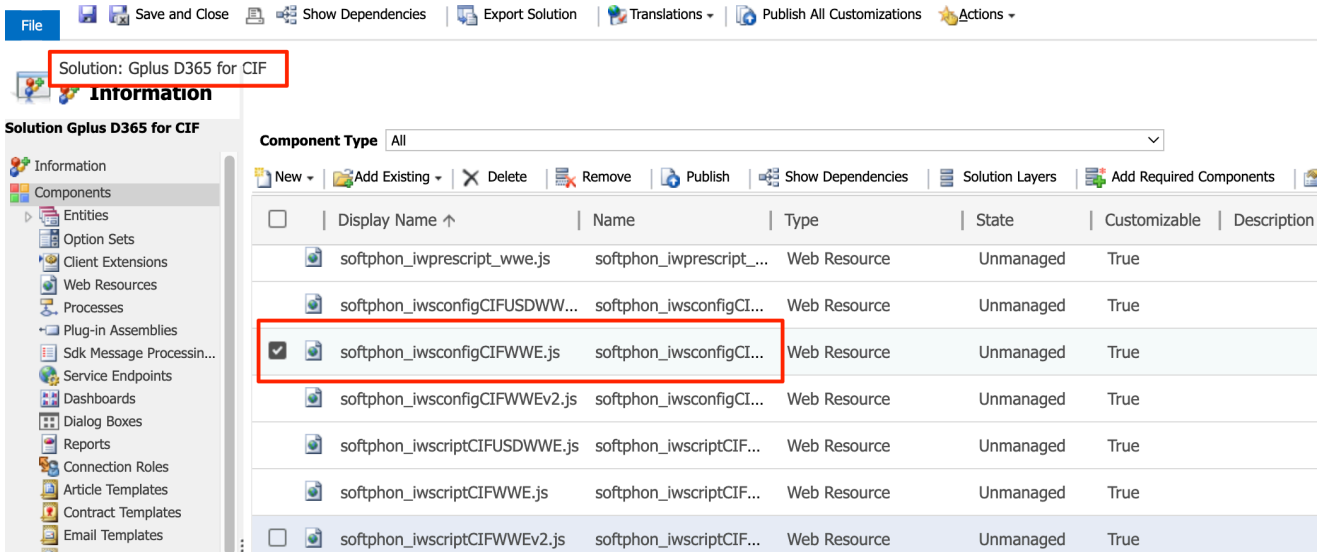 File Save and Close Show Dependencies Export Solution Translations Publish All Customizations Actions
Solution: Gplus D365 for CIF
Information
Solution Gplus D365 for CIF
Component Type All
Information
Components
Entities
Option Sets
Client Extensions
Web Resources
Processes
Plug-in Assemblies
Sdk Message Processin...
Service Endpoints
Dashboards
Dialog Boxes
Reports
Connection Roles
Article Templates
Contract Templates
Email Templates
New Add Existing Delete Remove Publish Show Dependencies Solution Layers Add Required Components
Display Name Name Type State Customizable Description
softphon_iwprescript_wwe.js softphon_iwprescript_... Web Resource Unmanaged True
softphon_iwsconfigCIFUSDWW... softphon_iwsconfigCI... Web Resource Unmanaged True
softphon_iwsconfigCIFWWE.js softphon_iwsconfigCI... Web Resource Unmanaged True
softphon_iwsconfigCIFWWEv2.js softphon_iwsconfigCI... Web Resource Unmanaged True
softphon_iwscriptCIFUSDWWE.js softphon_iwscriptCIF... Web Resource Unmanaged True
softphon_iwscriptCIFWWE.js softphon_iwscriptCIF... Web Resource Unmanaged True
softphon_iwscriptCIFWWEv2.js softphon_iwscriptCIF... Web Resource Unmanaged True